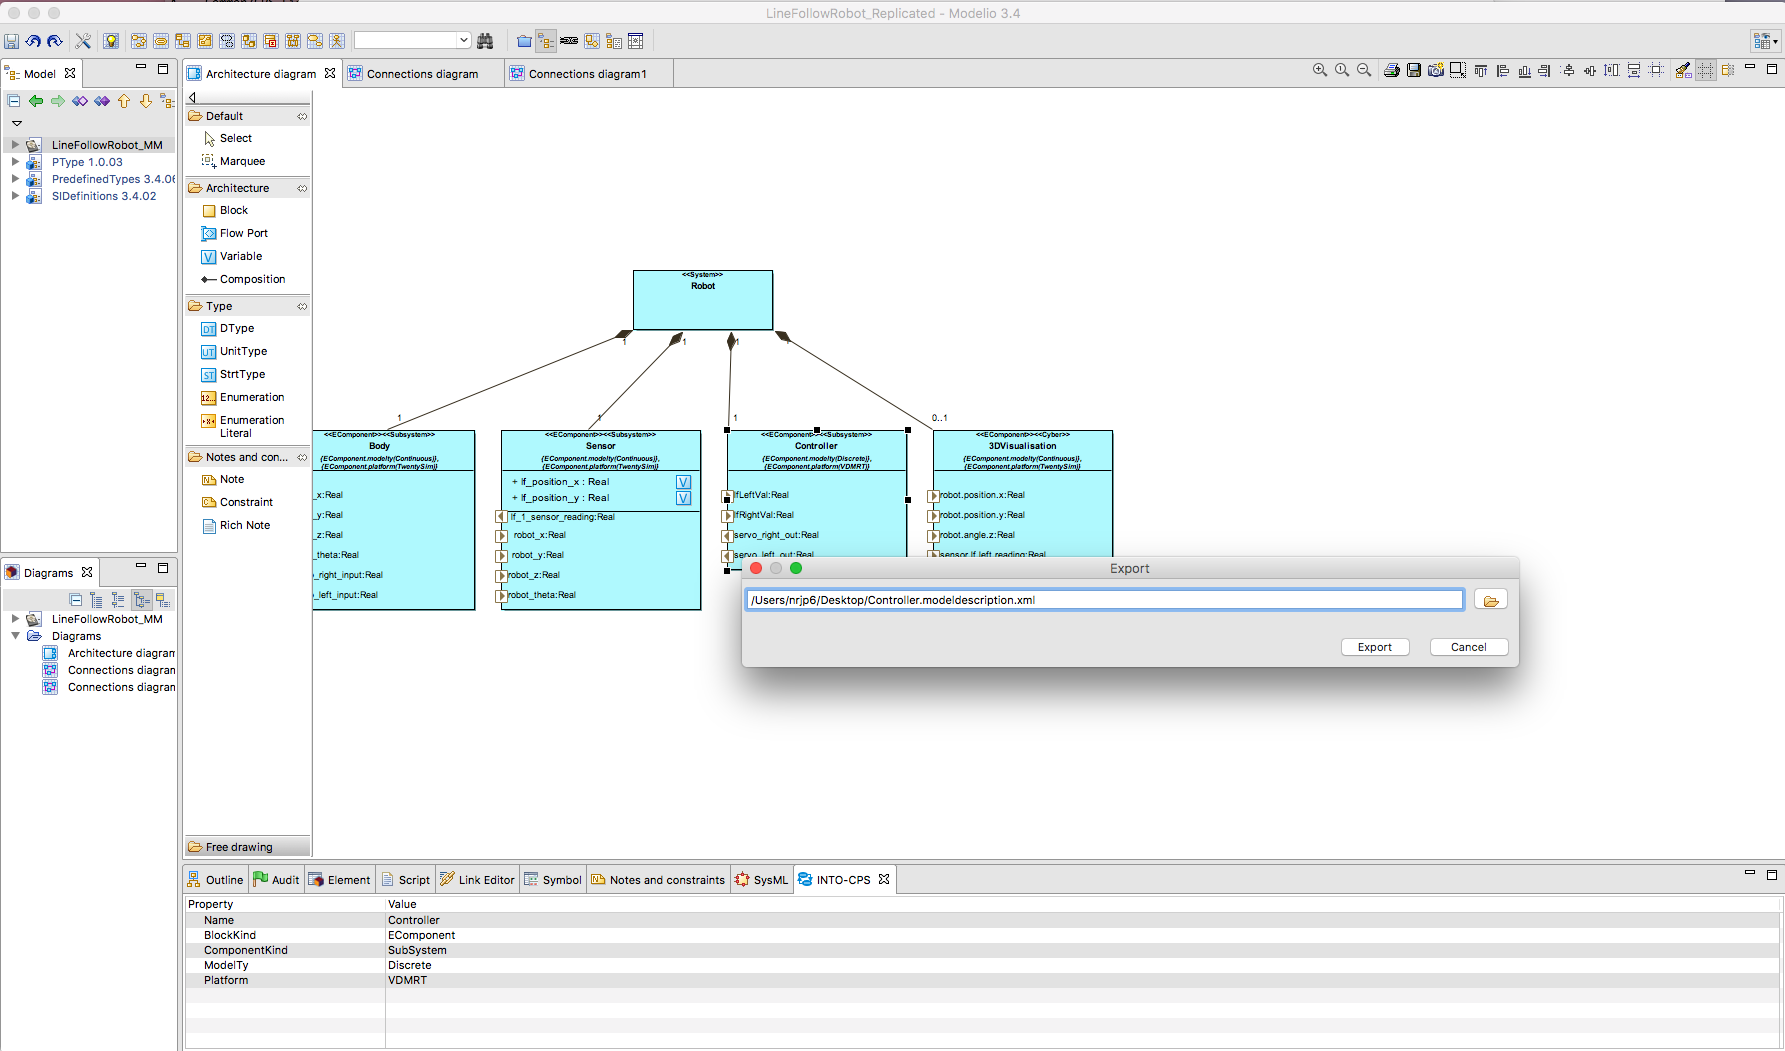 LineFollowRobot_Replicated - Modelio 3.4
Model
Architecture diagram
Connections diagram
Connections diagram1
Default
Select
Marquee
Architecture
Block
Flow Port
Variable
Composition
Type
DType
UnitType
StrtType
Enumeration
Enumeration
Literal
Notes and con...
Note
Constraint
Rich Note
Free drawing
LineFollowRobot_MM
PType 1.0.03
PredefinedTypes 3.4.06
SIDefinitions 3.4.02
Diagrams
LineFollowRobot_MM
Diagrams
Architecture diagram
Connections diagram
Connections diagram
<<System>>
Robot
1
1
1
1
1
1
0..1
<<EComponent>><<Subsystem>>
Body
{EComponent.modelty(Continuous)},
{EComponent.platform(TwentySim)}
_x:Real
_y:Real
_z:Real
_theta:Real
_right_input:Real
_left_input:Real
<<EComponent>><<Subsystem>>
Sensor
{EComponent.modelty(Continuous)},
{EComponent.platform(TwentySim)}
+ lf_position_x : Real
+ lf_position_y : Real
lf_1_sensor_reading:Real
robot_x:Real
robot_y:Real
robot_z:Real
robot_theta:Real
<<EComponent>><<Subsystem>>
Controller
{EComponent.modelty(Discrete)},
{EComponent.platform(VDMRT)}
lfLeftVal:Real
lfRightVal:Real
servo_right_out:Real
servo_left_out:Real
<<EComponent>><<Cyber>>
3DVisualisation
{EComponent.modelty(Continuous)},
{EComponent.platform(TwentySim)}
robot.position.x:Real
robot.position.y:Real
robot.angle.z:Real
sensor.lf.left.reading:Real
Export
/Users/nrjp6/Desktop/Controller.modeldescription.xml
Export
Cancel
Outline
Audit
Element
Script
Link Editor
Symbol
Notes and constraints
SysML
INTO-CPS
Property Value
Name Controller
BlockKind EComponent
ComponentKind SubSystem
ModelTy Discrete
Platform VDMRT